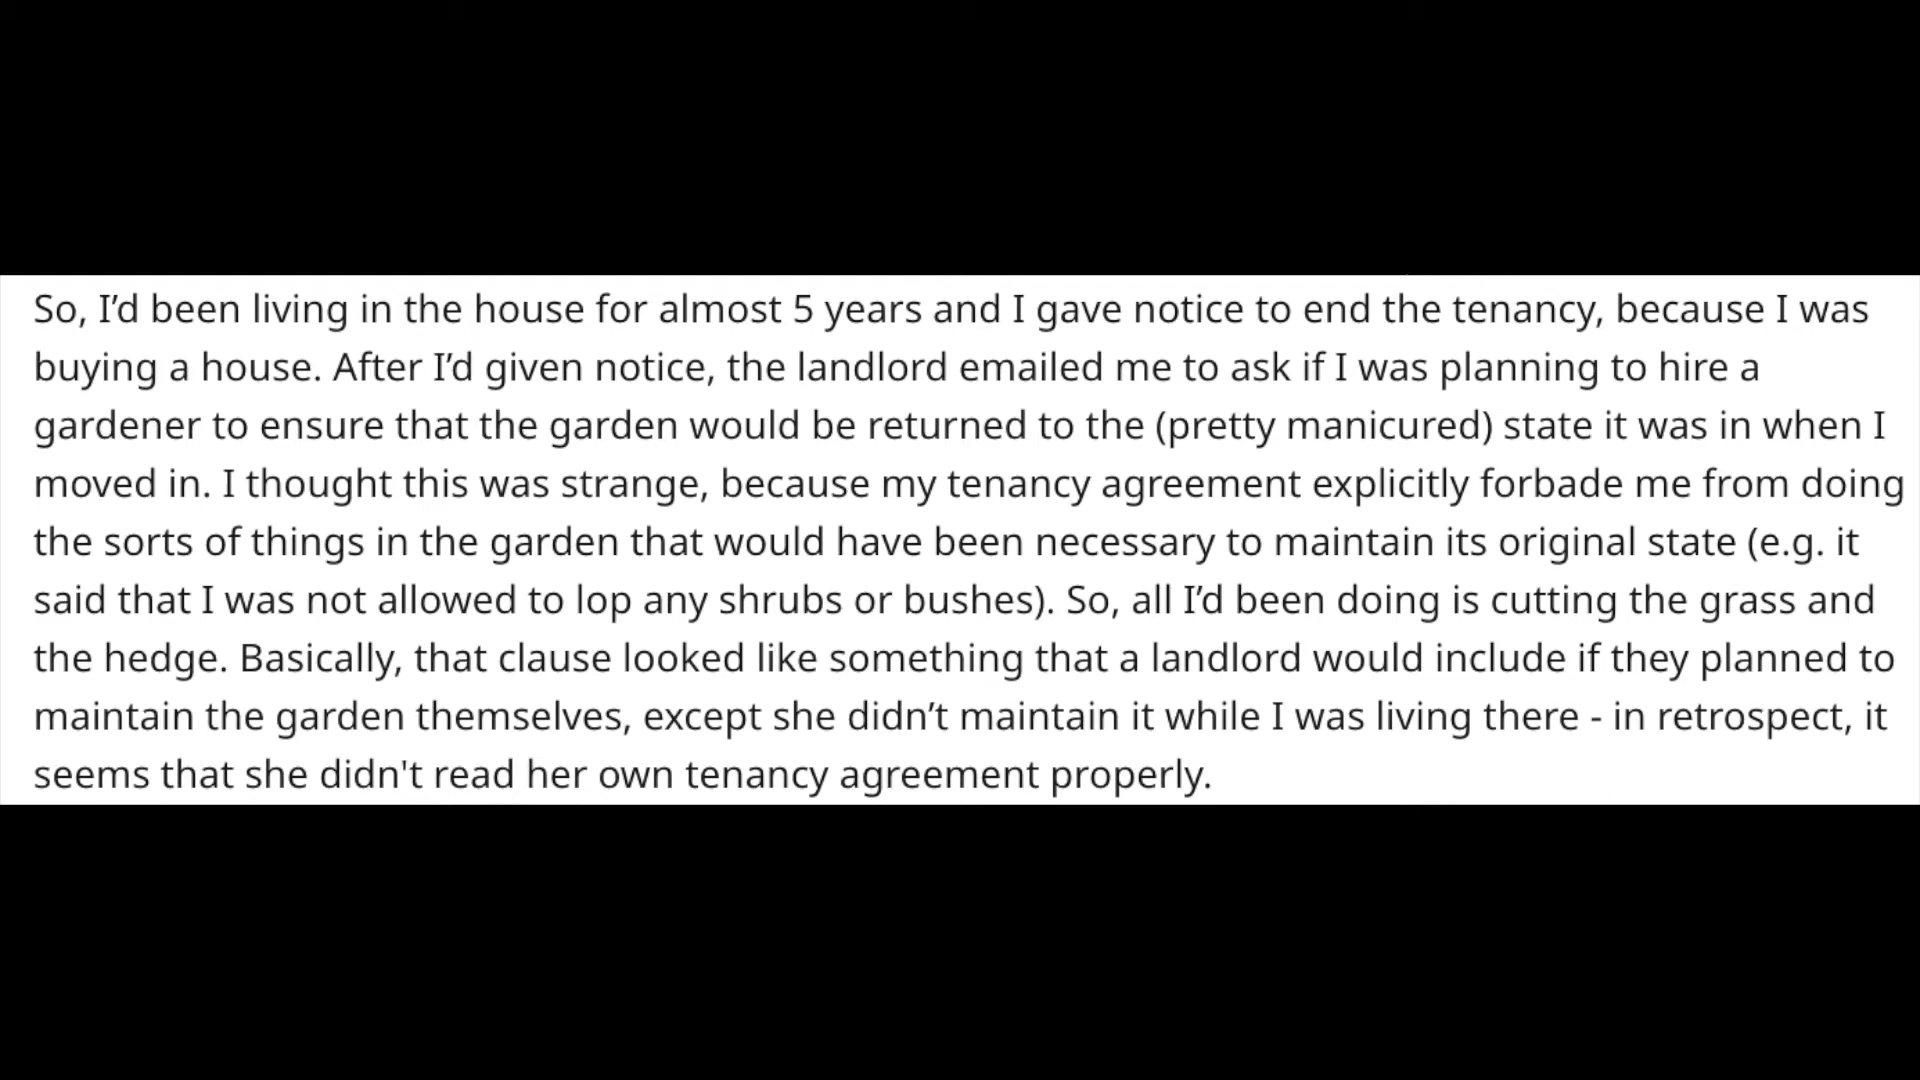 So, I’d been living in the house for almost 5 years and I gave notice to end the tenancy, because I was
buying a house. After I’d given notice, the landlord emailed me to ask if I was planning to hire a
gardener to ensure that the garden would be returned to the (pretty manicured) state it was in when I
moved in. I thought this was strange, because my tenancy agreement explicitly forbade me from doing
the sorts of things in the garden that would have been necessary to maintain its original state (e.g. it
said that I was not allowed to lop any shrubs or bushes). So, all I’d been doing is cutting the grass and
the hedge. Basically, that clause looked like something that a landlord would include if they planned to
maintain the garden themselves, except she didn’t maintain it while I was living there - in retrospect, it
seems that she didn't read her own tenancy agreement properly.